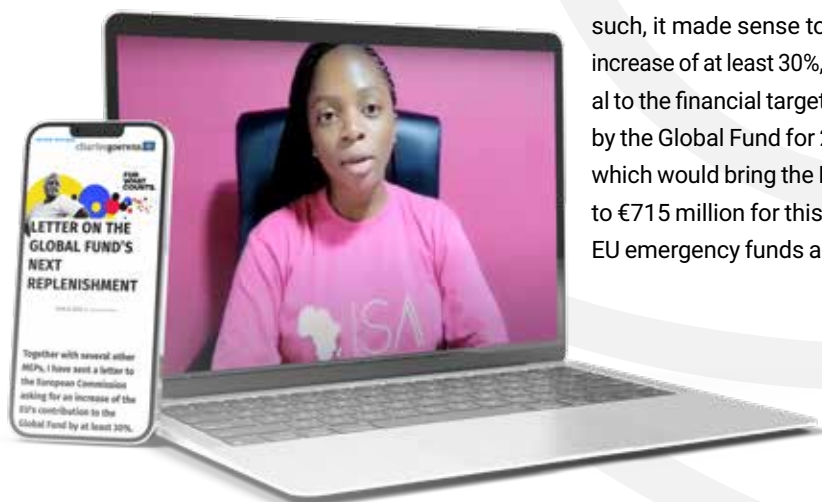 charlesgoerens
FOR
WHAT
COUNTS.
LETTER ON THE
GLOBAL FUND'S
NEXT
REPLENISHMENT
Together with several other
MEPs, I have sent a letter to
the European Commission
asking for an increase of the
EU's contribution to the
Global Fund by at least 30%.
ISA
such, it made sense to
increase of at least 30%,
al to the financial target
by the Global Fund for
which would bring the
to €715 million for this
EU emergency funds a